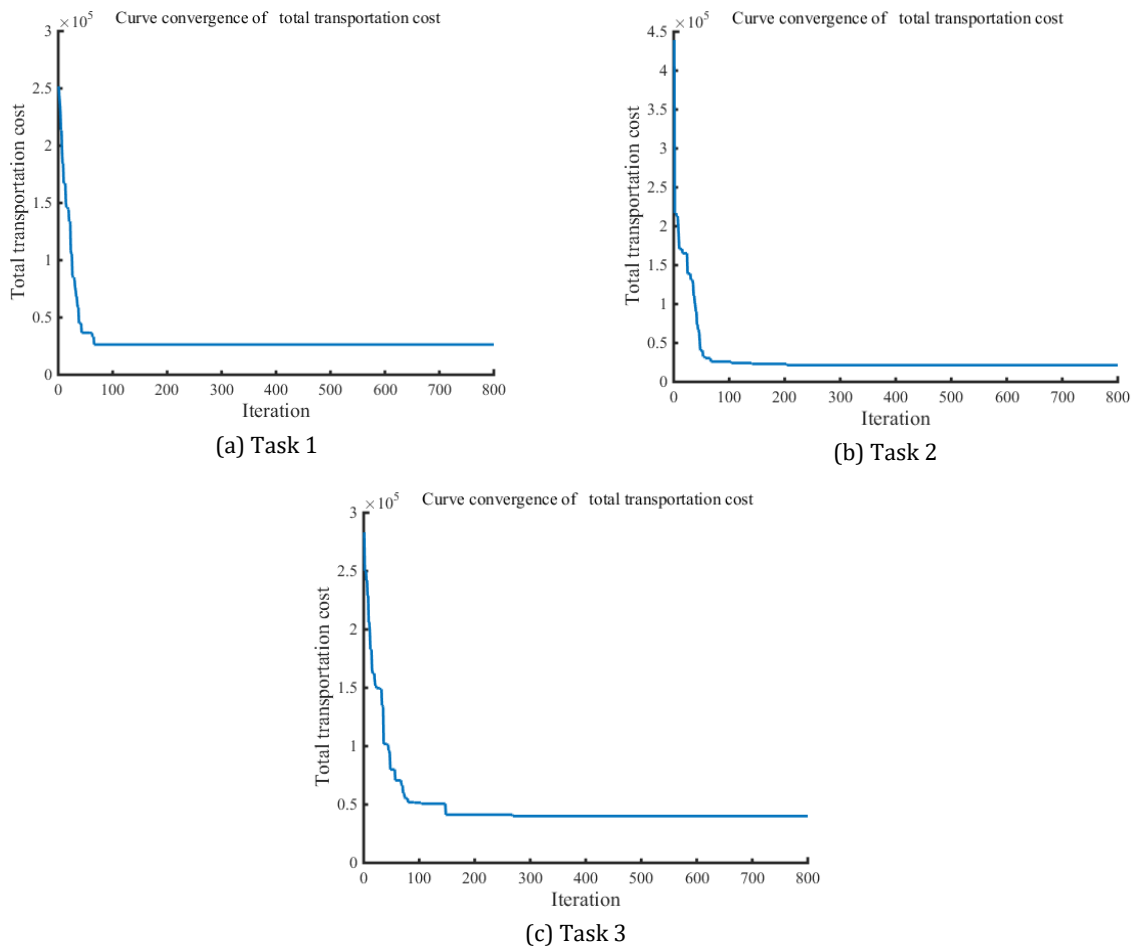 Curve convergence of total transportation cost
×10^5
3
2.5
2
1.5
1
0.5
0
0 100 200 300 400 500 600 700 800
Total transportation cost
Iteration
(a) Task 1
Curve convergence of total transportation cost
×10^5
4.5
4
3.5
3
2.5
2
1.5
1
0.5
0
0 100 200 300 400 500 600 700 800
Total transportation cost
Iteration
(b) Task 2
Curve convergence of total transportation cost
×10^5
3
2.5
2
1.5
1
0.5
0
0 100 200 300 400 500 600 700 800
Total transportation cost
Iteration
(c) Task 3